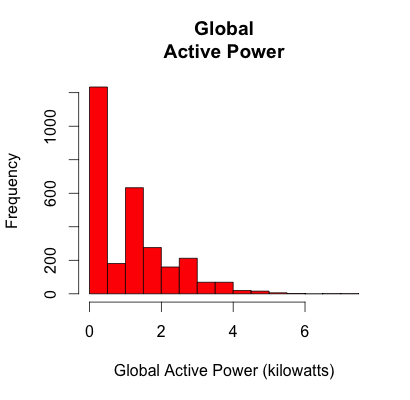 Global
Active Power
Frequency
1000
600
200
0
0 2 4 6
Global Active Power (kilowatts)